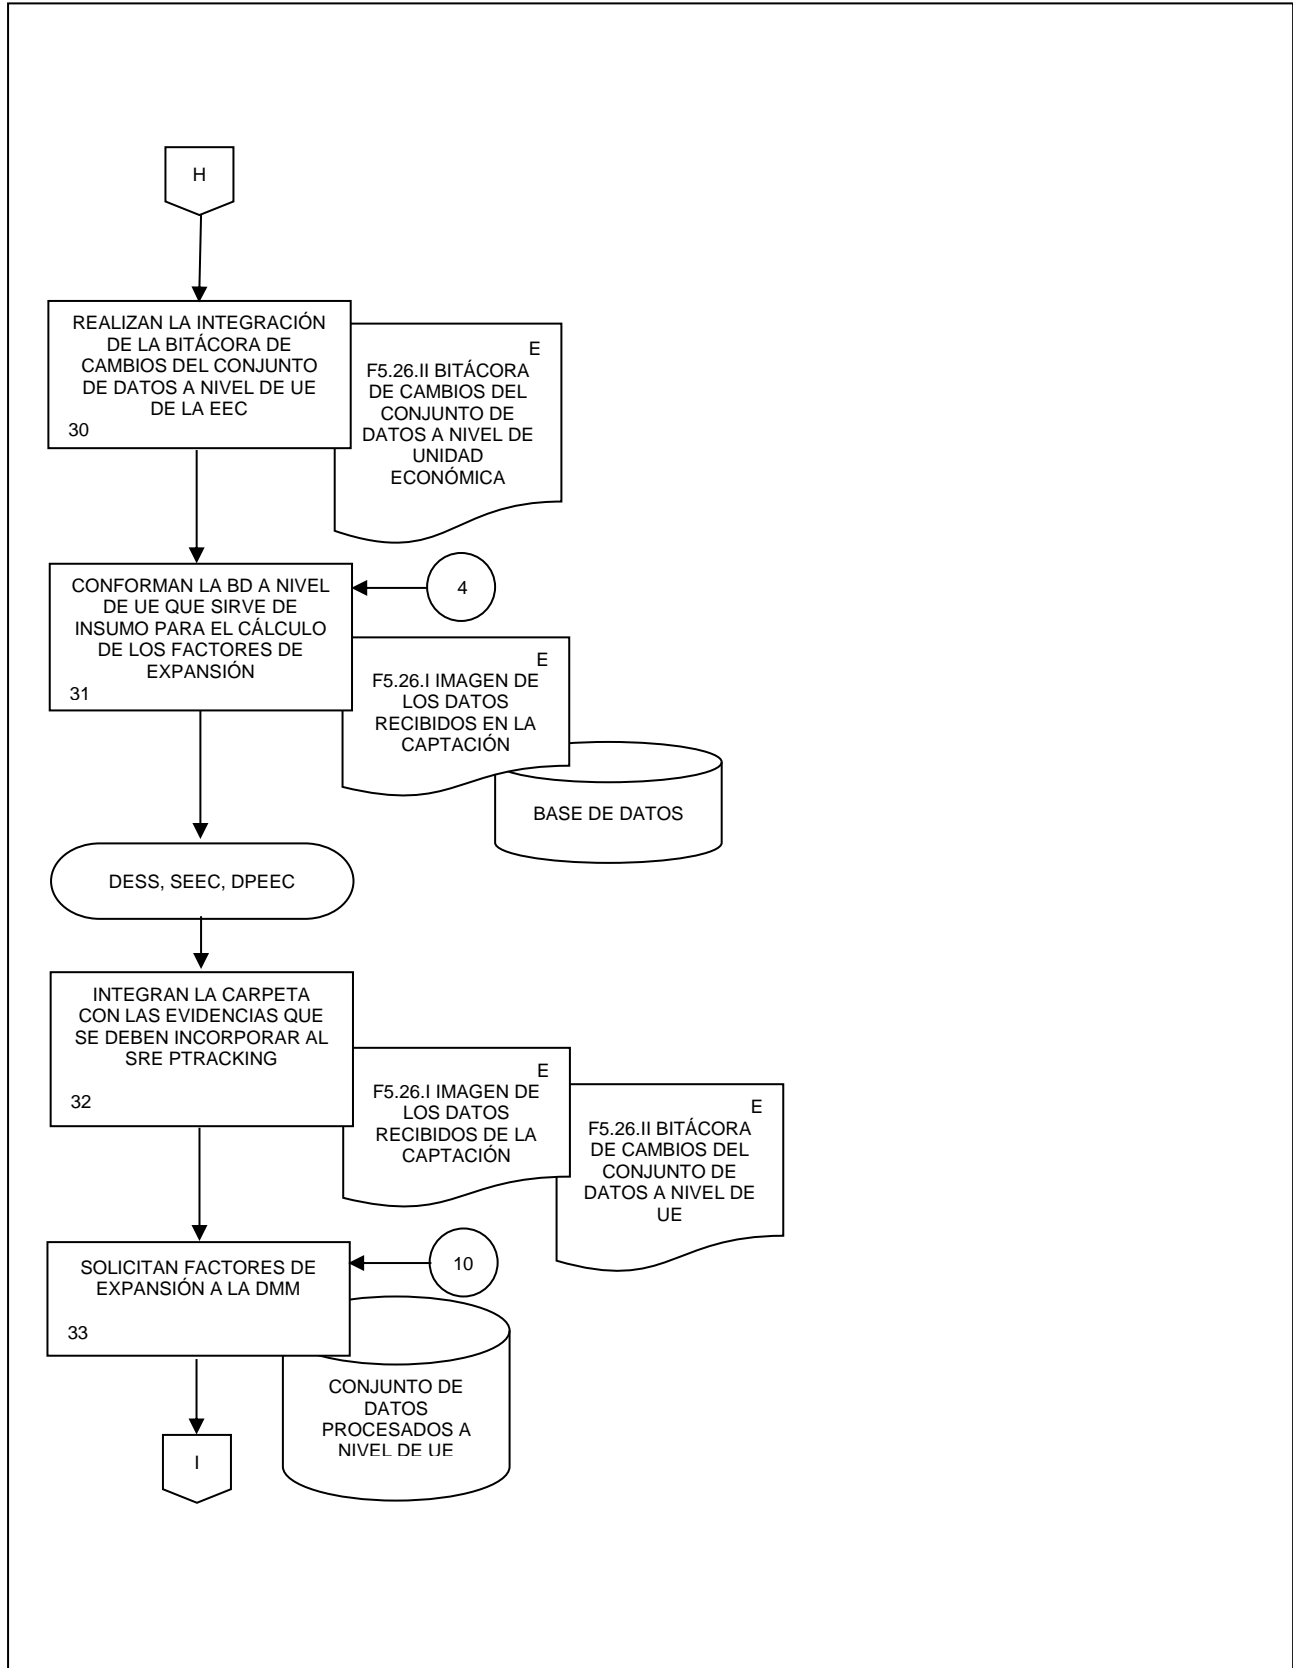 H
REALIZAN LA INTEGRACIÓN
DE LA BITÁCORA DE
CAMBIOS DEL CONJUNTO
DE DATOS A NIVEL DE UE
DE LA EEC
30
E
F5.26.II BITÁCORA
DE CAMBIOS DEL
CONJUNTO DE
DATOS A NIVEL DE
UNIDAD
ECONÓMICA
CONFORMAN LA BD A NIVEL
DE UE QUE SIRVE DE
INSUMO PARA EL CÁLCULO
DE LOS FACTORES DE
EXPANSIÓN
31
4
E
F5.26.I IMAGEN DE
LOS DATOS
RECIBIDOS EN LA
CAPTACIÓN
BASE DE DATOS
DESS, SEEC, DPEEC
INTEGRAN LA CARPETA
CON LAS EVIDENCIAS QUE
SE DEBEN INCORPORAR AL
SRE PTRACKING
32
E
F5.26.I IMAGEN DE
LOS DATOS
RECIBIDOS DE LA
CAPTACIÓN
E
F5.26.II BITÁCORA
DE CAMBIOS DEL
CONJUNTO DE
DATOS A NIVEL DE
UE
SOLICITAN FACTORES DE
EXPANSIÓN A LA DMM
33
10
CONJUNTO DE
DATOS
PROCESADOS A
NIVEL DE UE
I